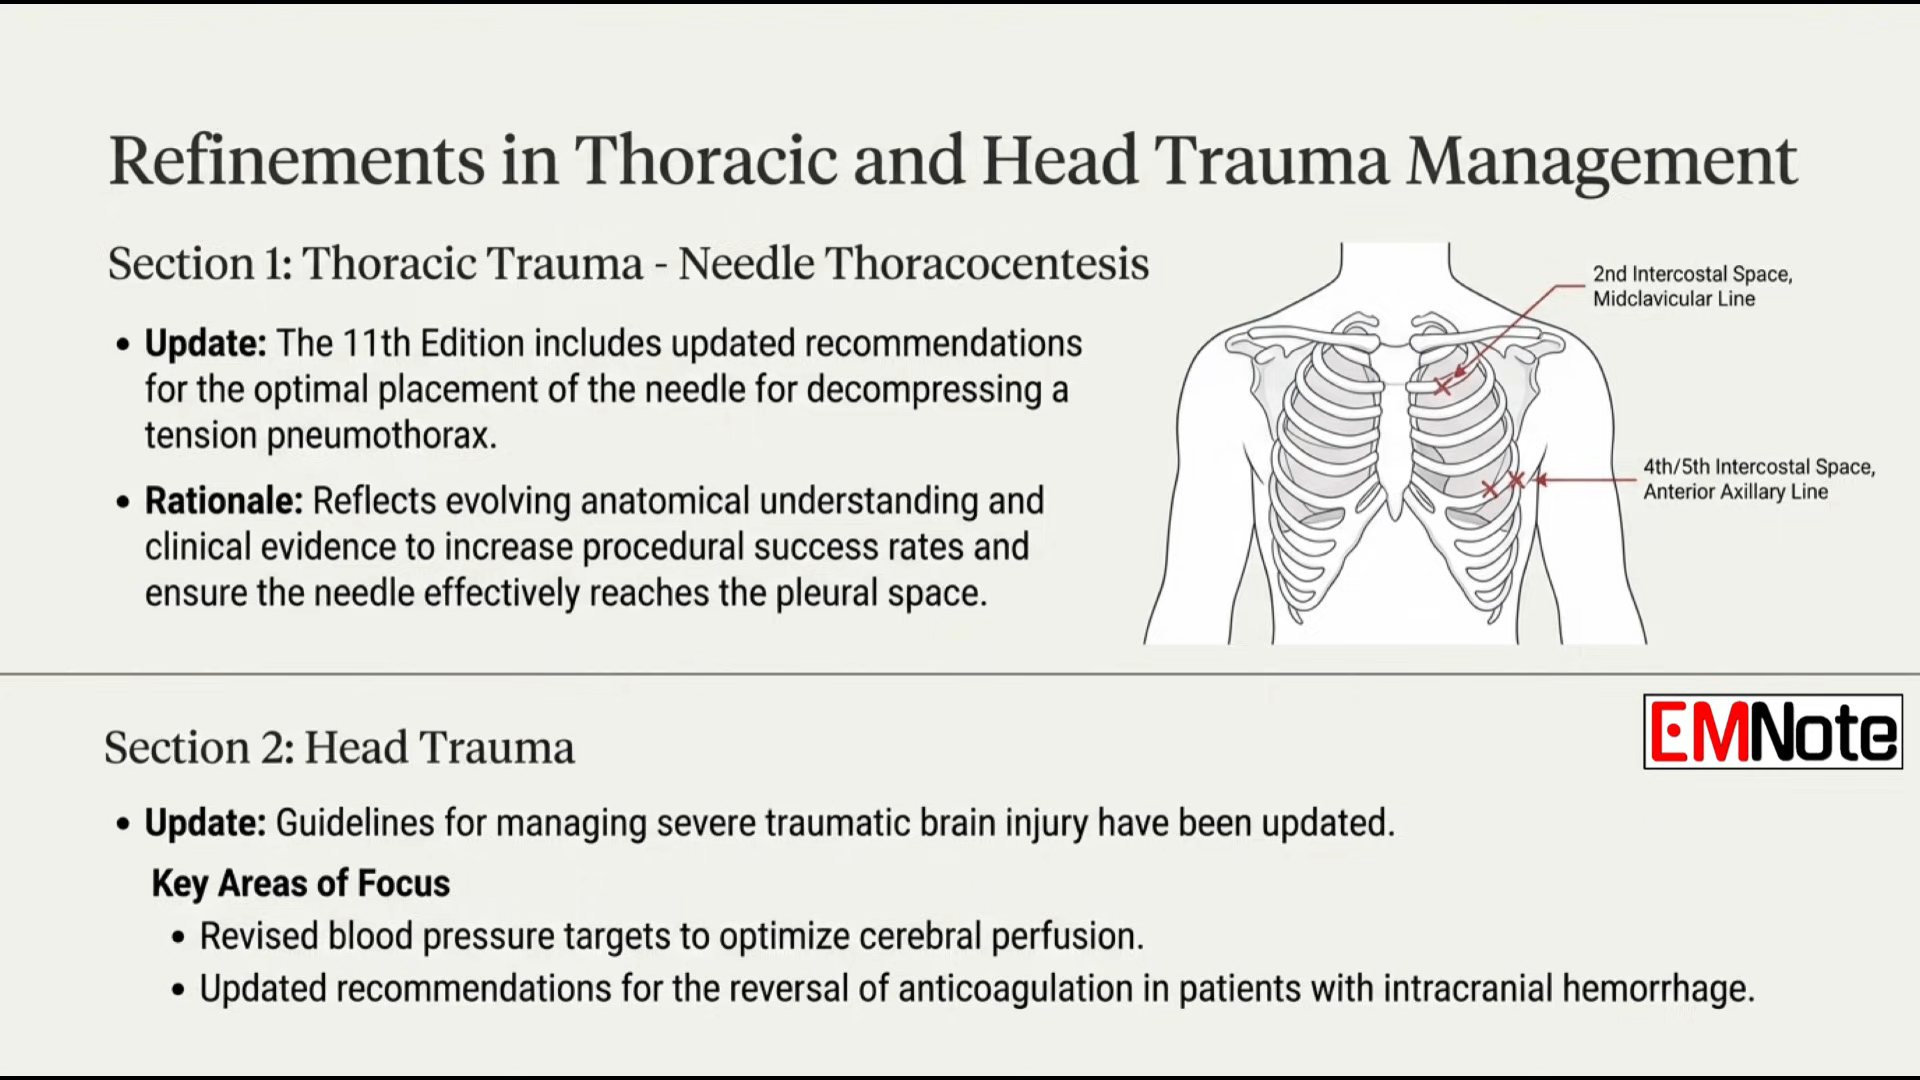 Refinements in Thoracic and Head Trauma Management
Section 1: Thoracic Trauma - Needle Thoracocentesis
• Update: The 11th Edition includes updated recommendations
for the optimal placement of the needle for decompressing a
tension pneumothorax.
• Rationale: Reflects evolving anatomical understanding and
clinical evidence to increase procedural success rates and
ensure the needle effectively reaches the pleural space.
2nd Intercostal Space,
Midclavicular Line
4th/5th Intercostal Space,
Anterior Axillary Line
EMNote
Section 2: Head Trauma
• Update: Guidelines for managing severe traumatic brain injury have been updated.
Key Areas of Focus
• Revised blood pressure targets to optimize cerebral perfusion.
• Updated recommendations for the reversal of anticoagulation in patients with intracranial hemorrhage.